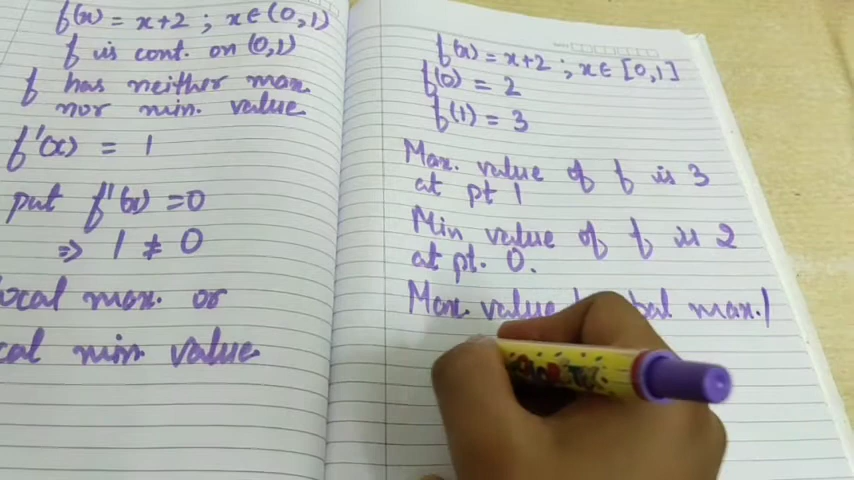 f(x) = x+2 ; x∈(0,1)
f is cont. on (0,1)
f has neither max.
nor min. value
f'(x) = 1
put f'(x) = 0
⇒ 1 ≠ 0
ocal max. or
cal min value
f(x) = x+2 ; x∈ [0,1]
f(0) = 2
f(1) = 3
Max. value of f is 3
at pt 1
Min value of f is 2
at pt. 0.
Max. value bal max./